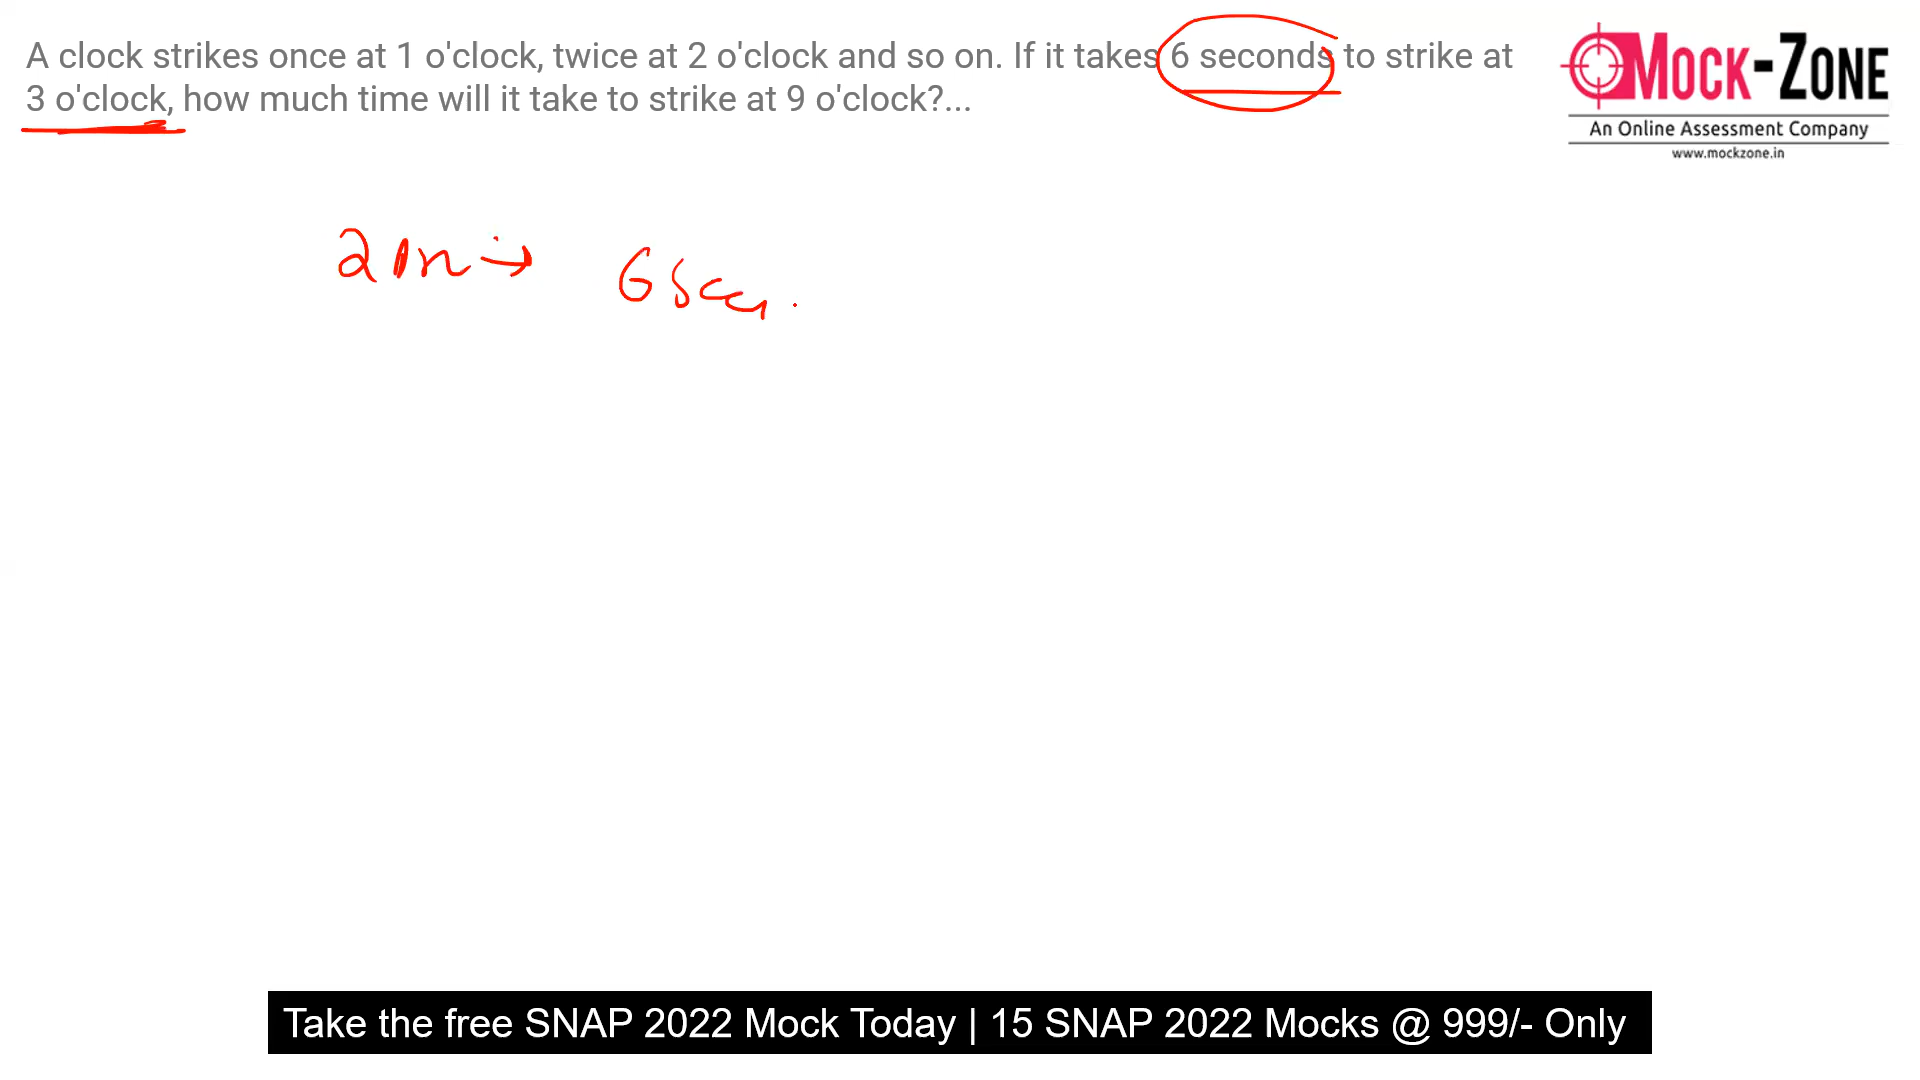 A clock strikes once at 1 o'clock, twice at 2 o'clock and so on. If it takes 6 seconds to strike at
3 o'clock, how much time will it take to strike at 9 o'clock?...
MOCK-ZONE
An Online Assessment Company
www.mockzone.in
2 In →
6 sec
Take the free SNAP 2022 Mock Today | 15 SNAP 2022 Mocks @ 999/- Only